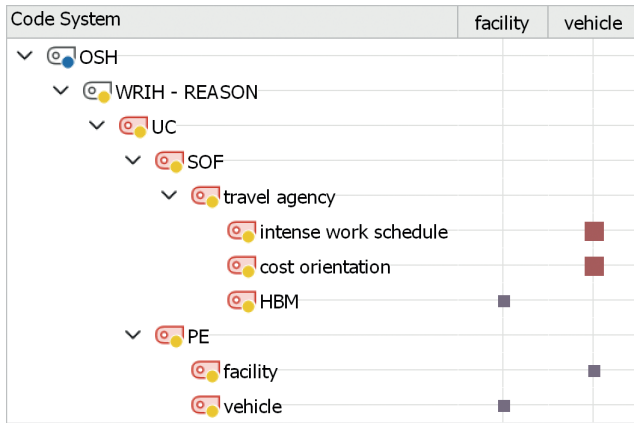 Code System facility vehicle
OSH
WRIH - REASON
UC
SOF
travel agency
intense work schedule
cost orientation
HBM
PE
facility
vehicle